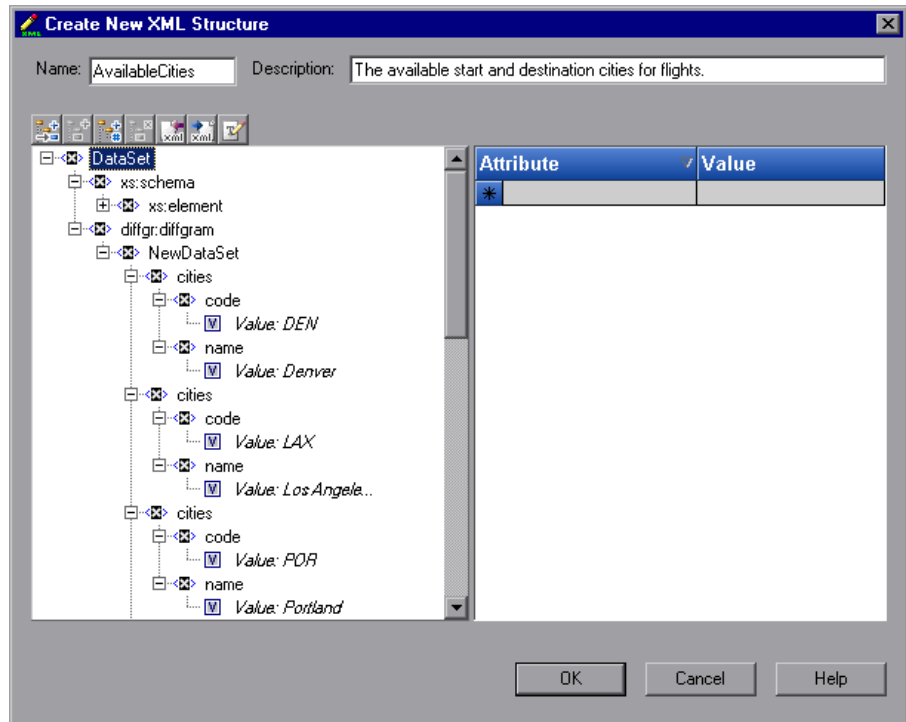 Create New XML Structure
Name: AvailableCities Description: The available start and destination cities for flights.
DataSet
xs:schema
xs:element
diffgr:diffgram
NewDataSet
cities
code
Value: DEN
name
Value: Denver
cities
code
Value: LAX
name
Value: Los Angele...
cities
code
Value: POR
name
Value: Portland
Attribute Value
OK Cancel Help